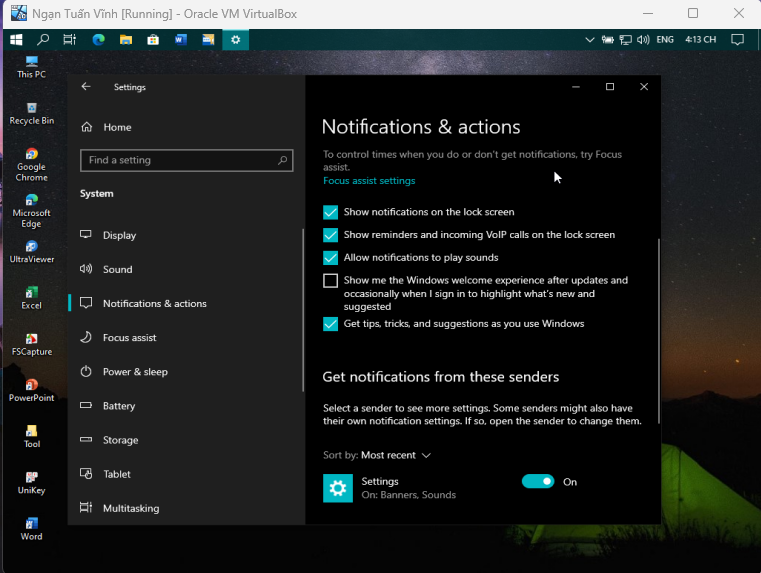 Ngạn Tuấn Vĩnh [Running] - Oracle VM VirtualBox
ENG 4:13 CH
This PC
Recycle Bin
Google
Chrome
Microsoft
Edge
UltraViewer
Excel
FSCapture
PowerPoint
Tool
UniKey
Word
Settings
Home
Find a setting
System
Display
Sound
Notifications & actions
Focus assist
Power & sleep
Battery
Storage
Tablet
Multitasking
Notifications & actions
To control times when you do or don't get notifications, try Focus
assist.
Focus assist settings
Show notifications on the lock screen
Show reminders and incoming VoIP calls on the lock screen
Allow notifications to play sounds
Show me the Windows welcome experience after updates and
occasionally when I sign in to highlight what's new and
suggested
Get tips, tricks, and suggestions as you use Windows
Get notifications from these senders
Select a sender to see more settings. Some senders might also have
their own notification settings. If so, open the sender to change them.
Sort by: Most recent
Settings
On: Banners, Sounds
On